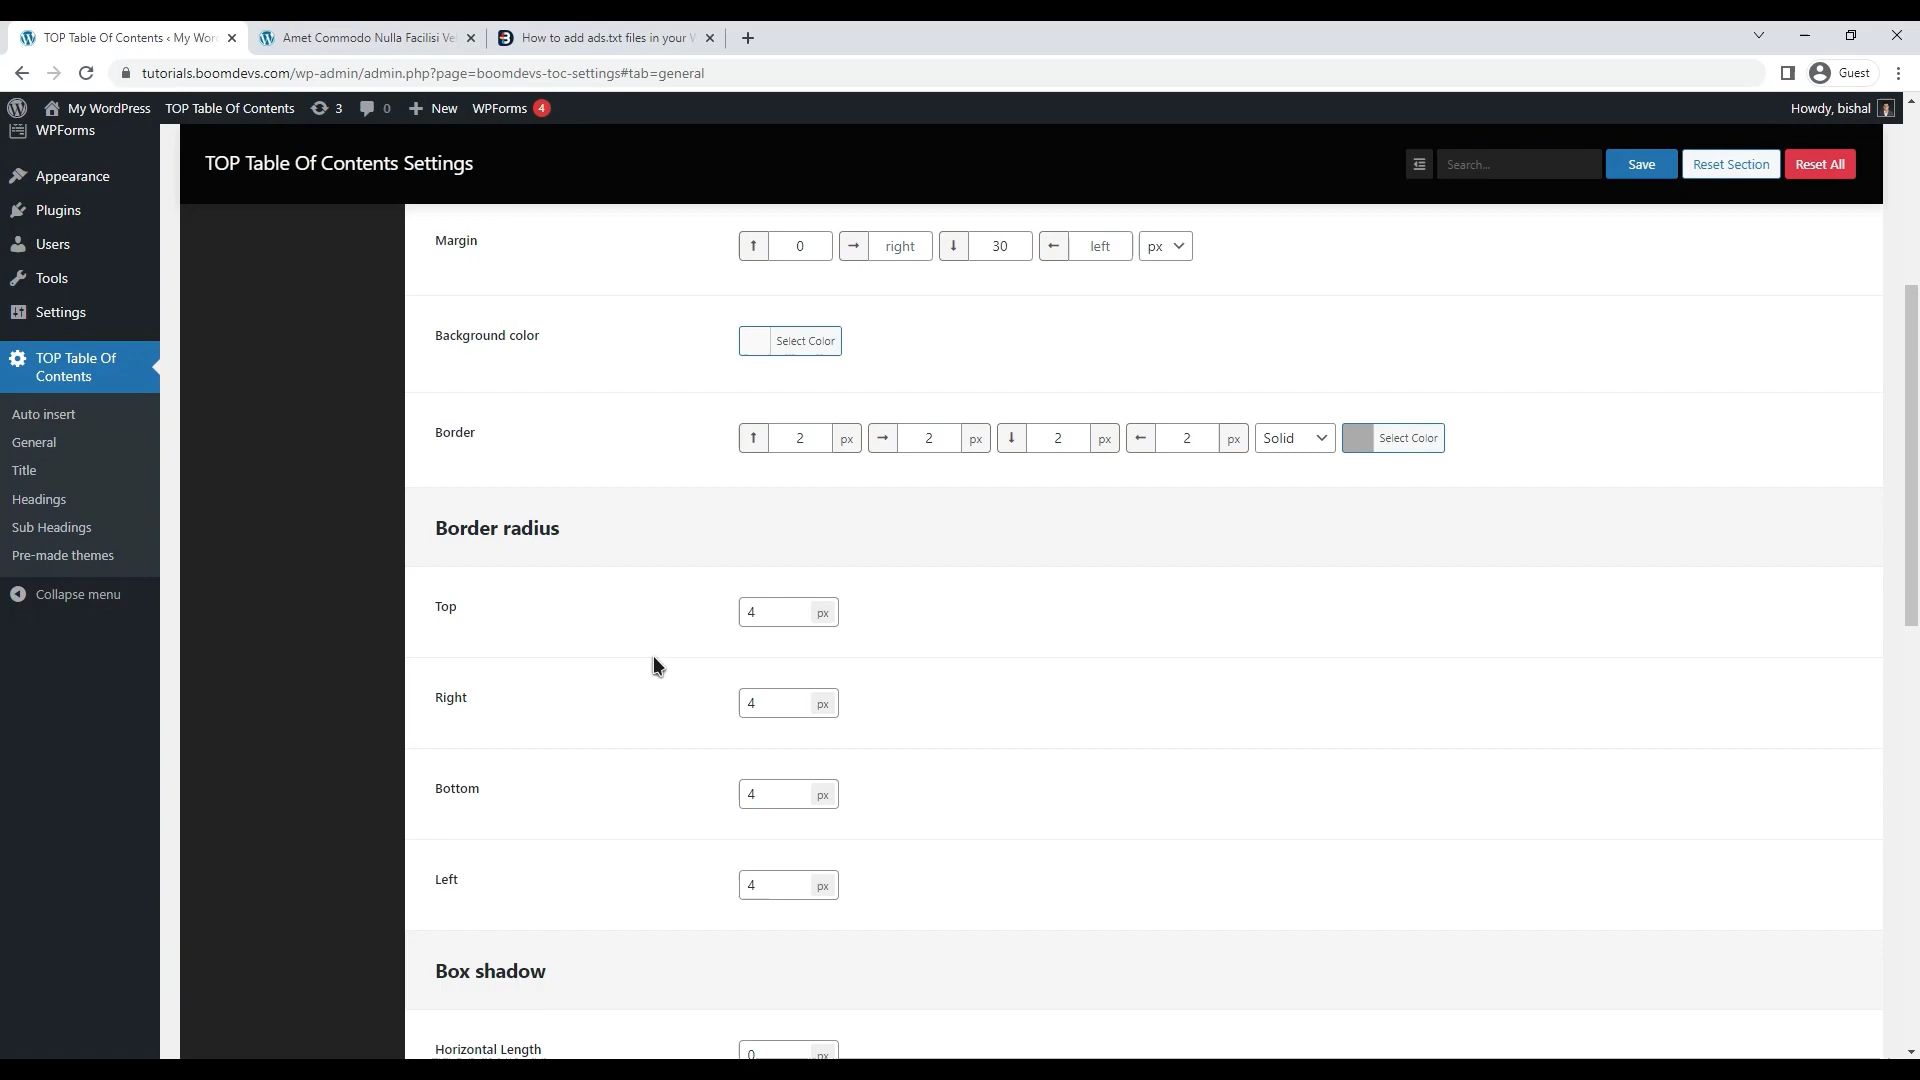 TOP Table Of Contents ‹ My Wor
Amet Commodo Nulla Facilisi Ve
How to add ads.txt files in your
tutorials.boomdevs.com/wp-admin/admin.php?page=boomdevs-toc-settings#tab=general
Guest
My WordPress
TOP Table Of Contents
3
0
New
WPForms
4
Howdy, bishal
WPForms
Appearance
Plugins
Users
Tools
Settings
TOP Table Of
Contents
Auto insert
General
Title
Headings
Sub Headings
Pre-made themes
Collapse menu
TOP Table Of Contents Settings
Search...
Save
Reset Section
Reset All
Margin
0
right
30
left
px
Background color
Select Color
Border
2 px
2 px
2 px
2 px
Solid
Select Color
Border radius
Top
4 px
Right
4 px
Bottom
4 px
Left
4 px
Box shadow
Horizontal Length
0 px